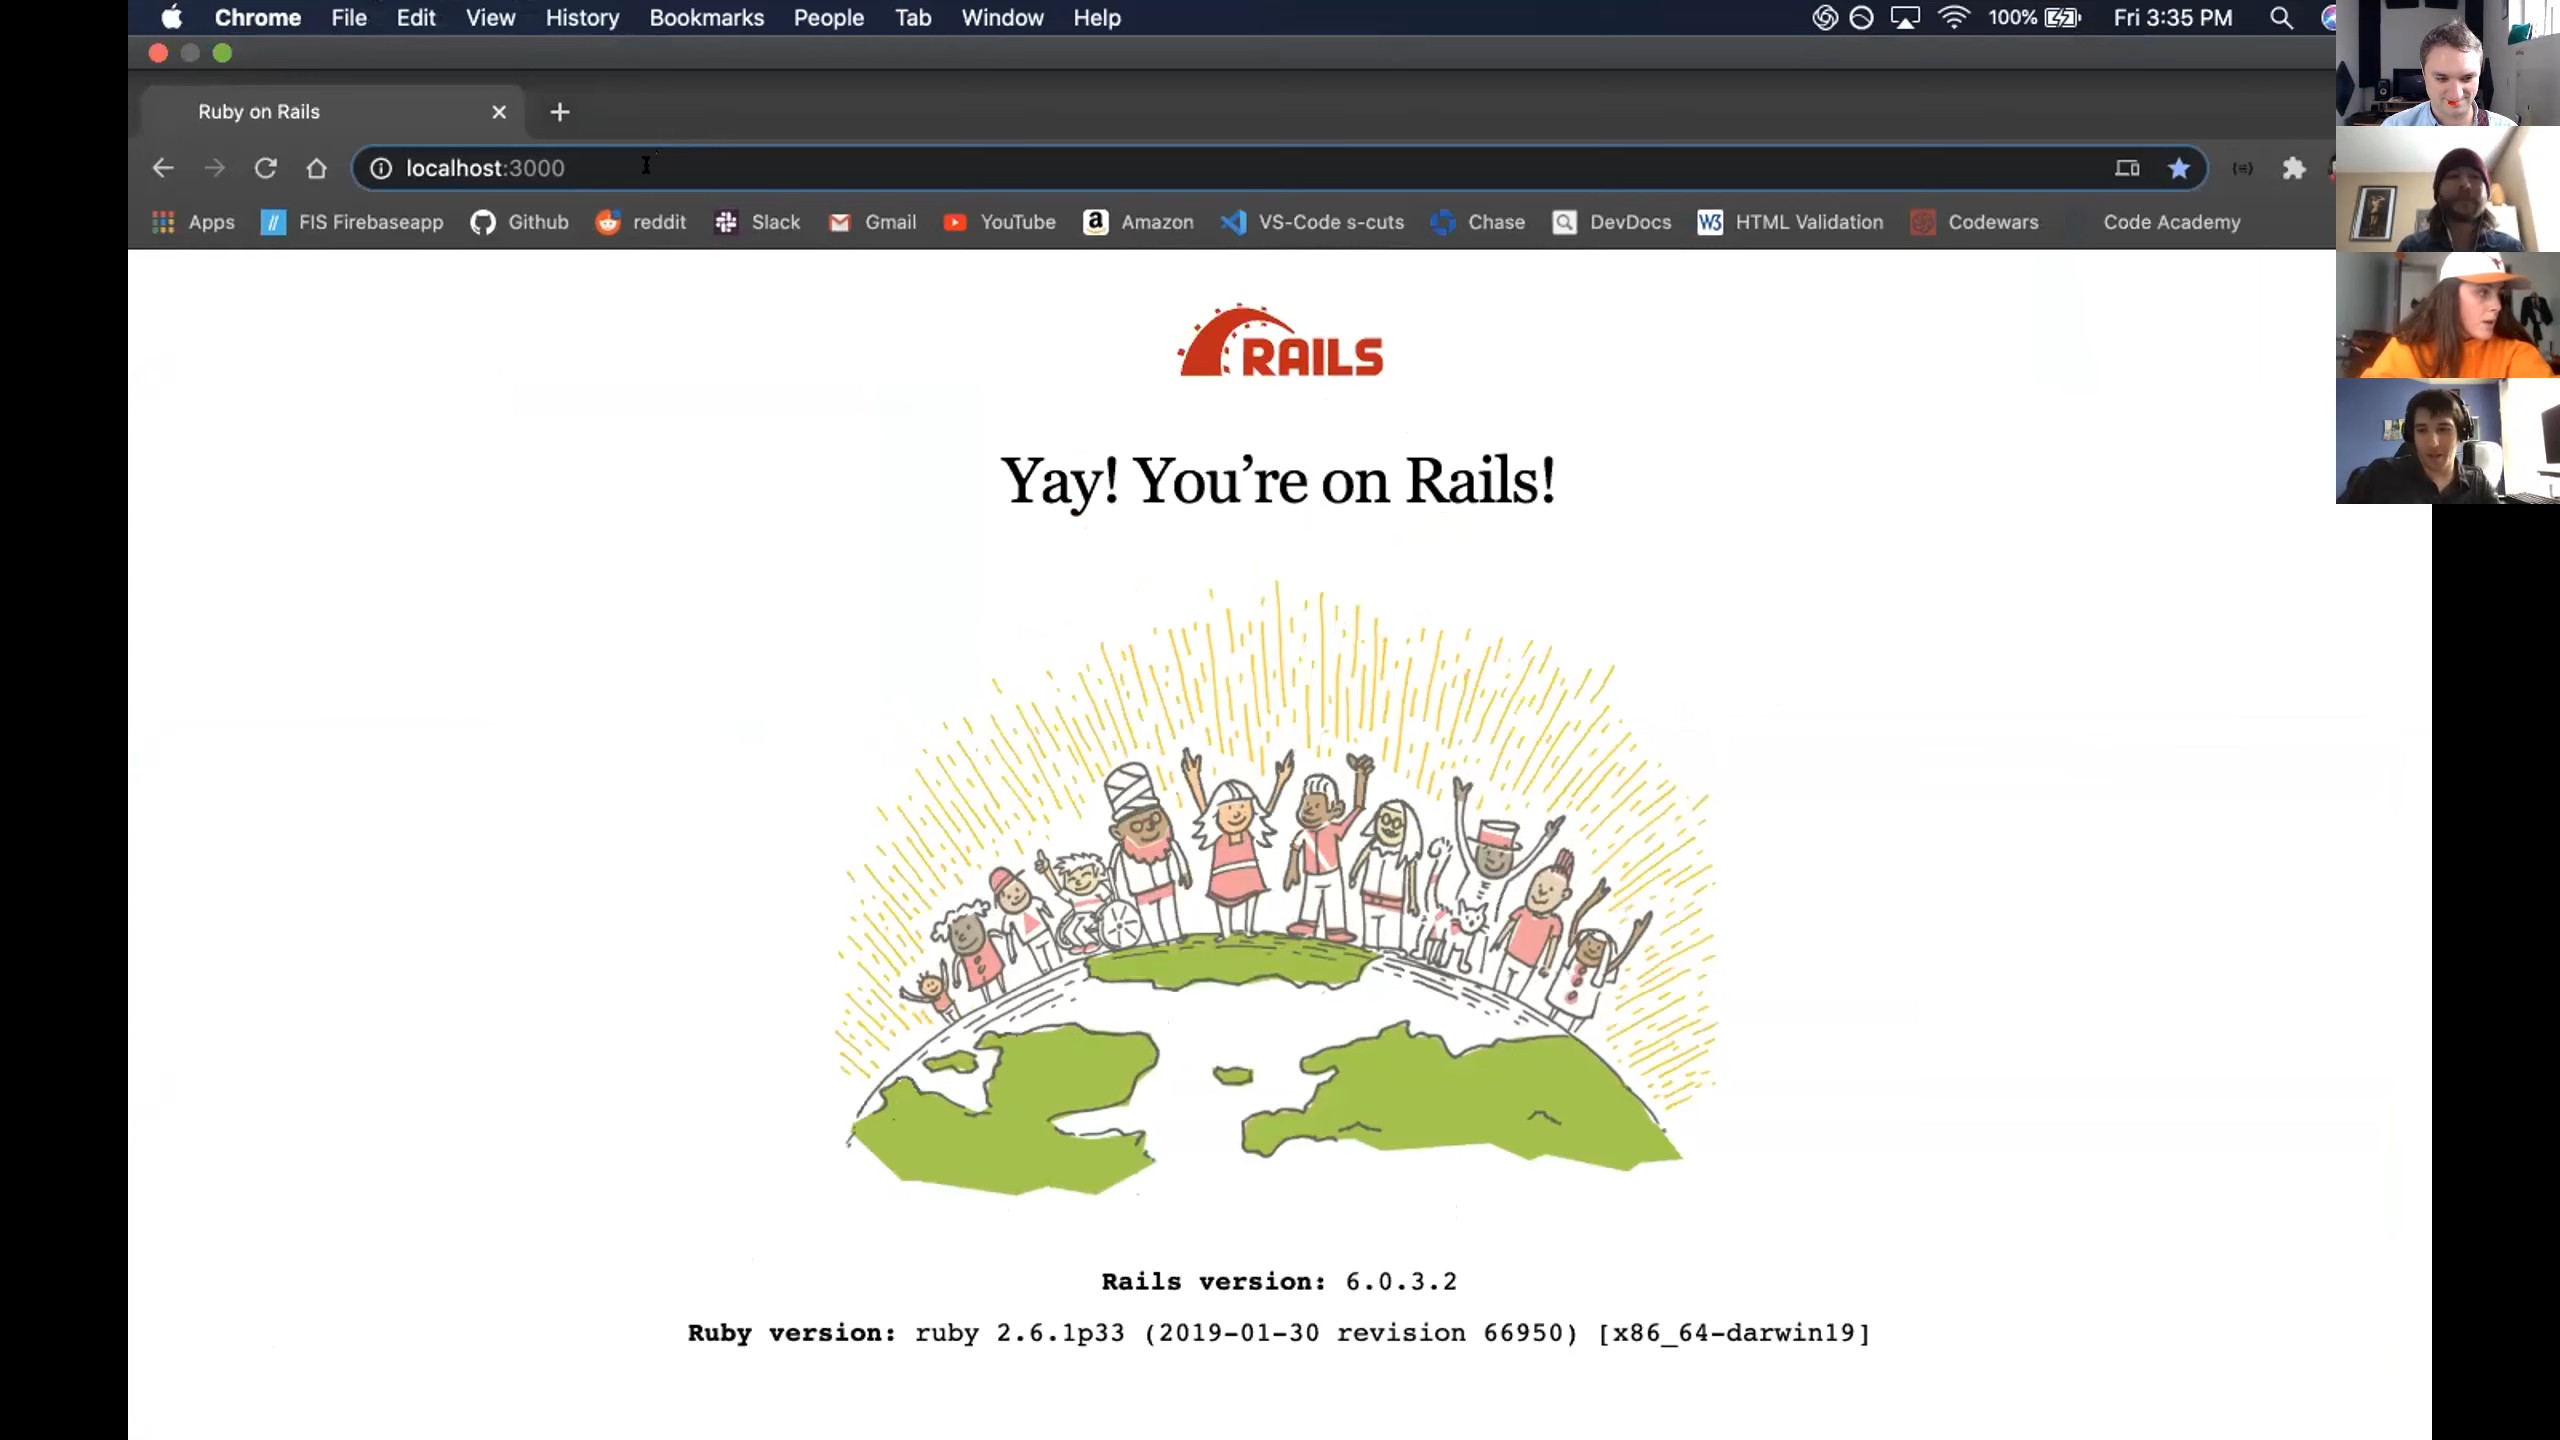 Chrome File Edit View History Bookmarks People Tab Window Help 100% Fri 3:35 PM
Ruby on Rails
localhost:3000
Apps FIS Firebaseapp Github reddit Slack Gmail YouTube Amazon VS-Code s-cuts Chase DevDocs W3 HTML Validation Codewars Code Academy
RAILS
Yay! You’re on Rails!
Rails version: 6.0.3.2
Ruby version: ruby 2.6.1p33 (2019-01-30 revision 66950) [x86_64-darwin19]